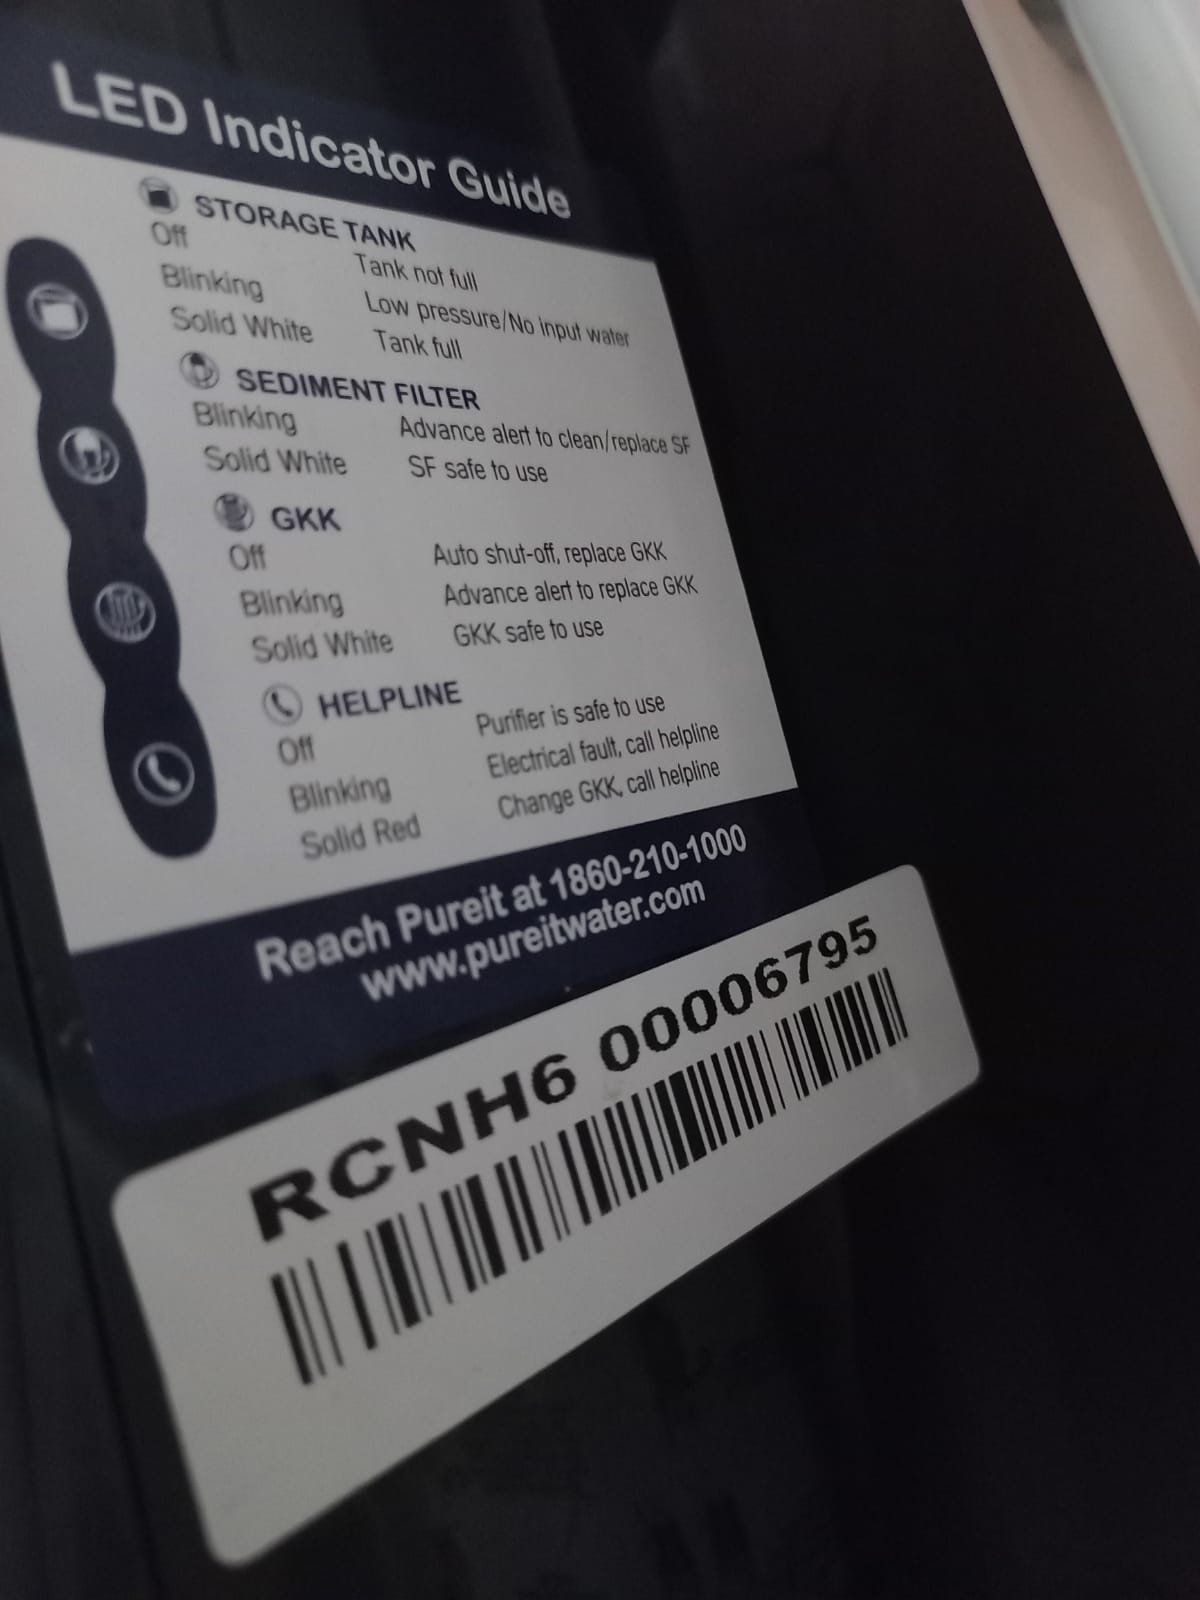 LED Indicator Guide
STORAGE TANK
Off Tank not full
Blinking Low pressure/No input water
Solid White Tank full
SEDIMENT FILTER
Blinking Advance alert to clean/replace SF
Solid White SF safe to use
GKK
Off Auto shut-off, replace GKK
Blinking Advance alert to replace GKK
Solid White GKK safe to use
HELPLINE
Off Purifier is safe to use
Blinking Electrical fault, call helpline
Solid Red Change GKK, call helpline
Reach Pureit at 1860-210-1000
www.pureitwater.com
RCNH6 00006795